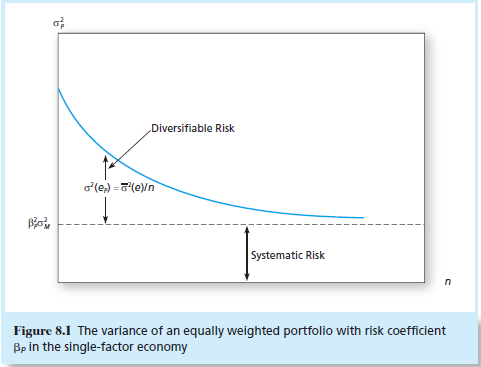 σ²P
Diversifiable Risk
σ²(eP) = σ̄²(e)/n
β²Pσ²M
Systematic Risk
n
Figure 8.1 The variance of an equally weighted portfolio with risk coefficient
βP in the single-factor economy